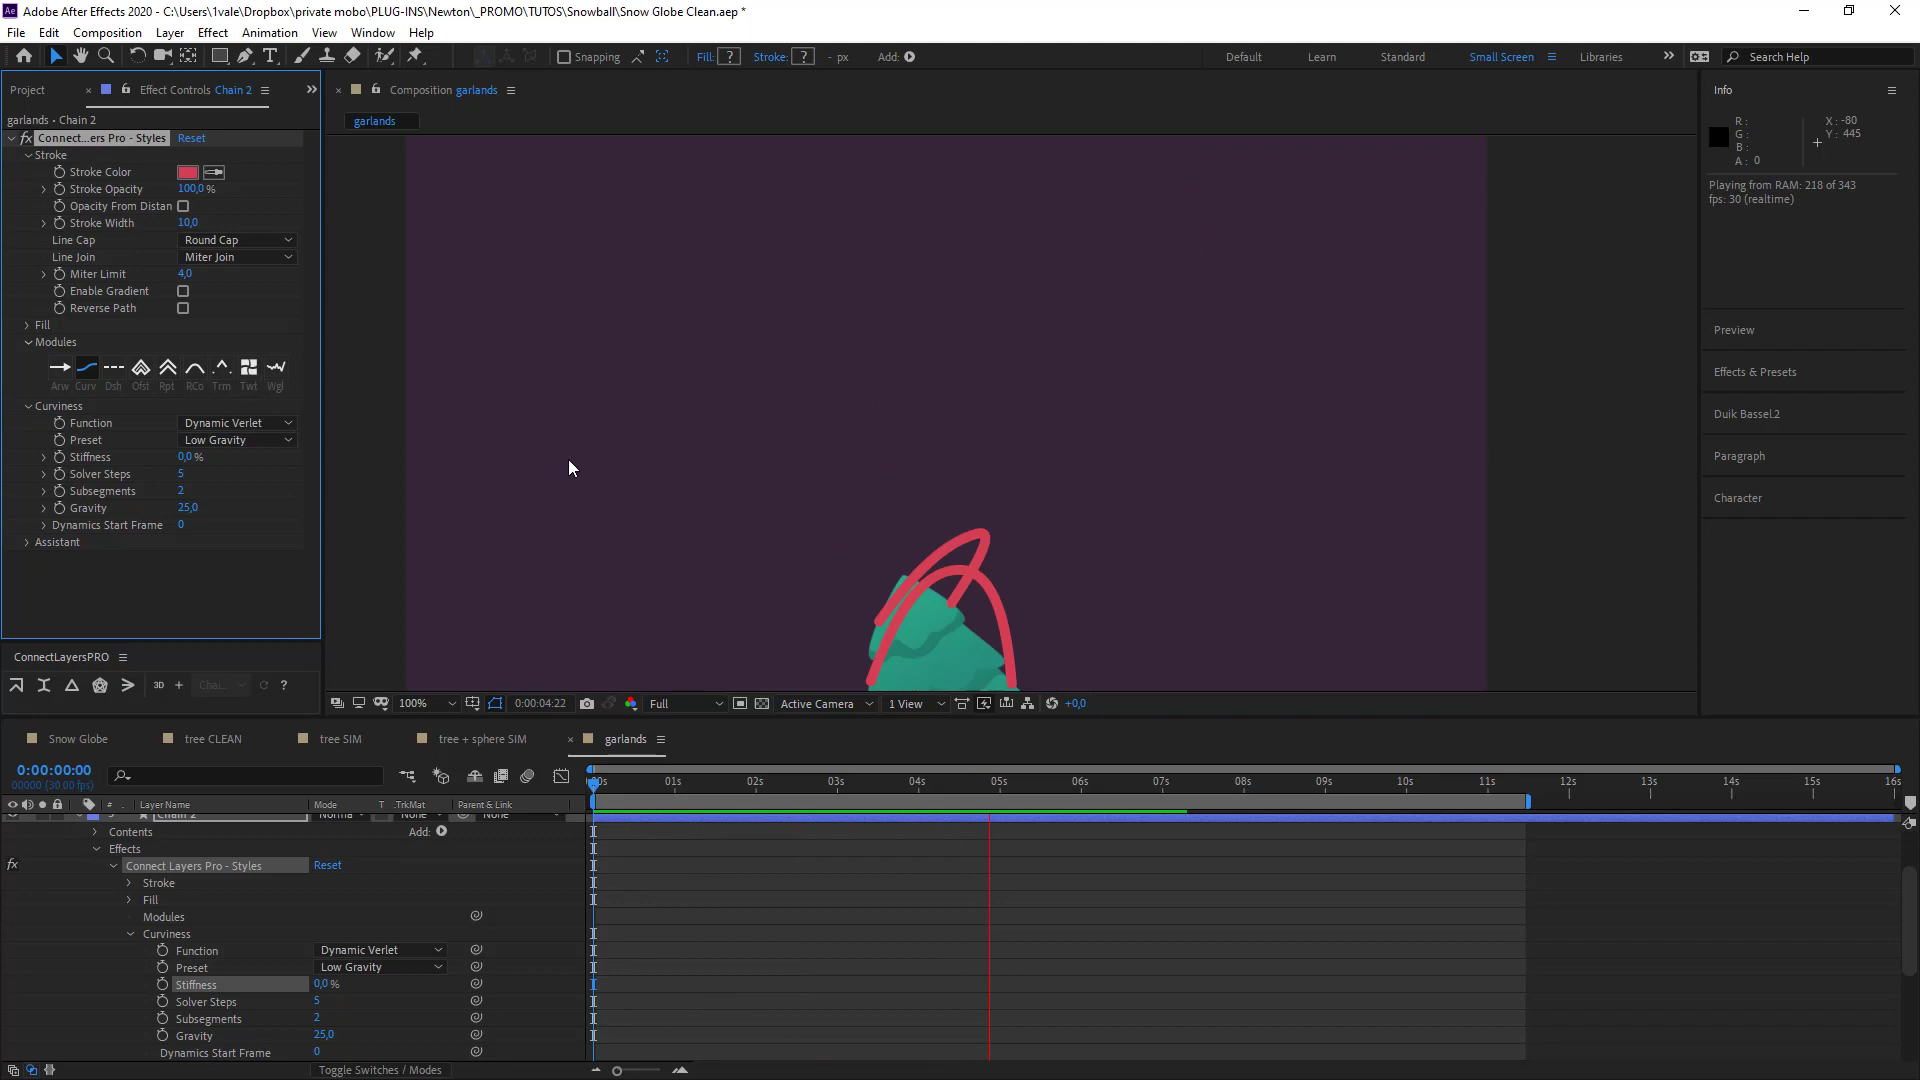 Adobe After Effects 2020 - C:\Users\1vale\Dropbox\private mobo\PLUG-INS\Newton\_PROMO\TUTOS\Snowball\Snow Globe Clean.aep *
File Edit Composition Layer Effect Animation View Window Help
Snapping Fill: ? Stroke: ? - px Add: Default Learn Standard Small Screen Libraries Search Help
Project Effect Controls Chain 2
Composition garlands
Info
garlands • Chain 2
garlands
R: X: -80
G: Y: 445
B:
A: 0
Connect...ers Pro - Styles Reset
Stroke
Stroke Color
Stroke Opacity 100,0 %
Opacity From Distan
Stroke Width 10,0
Line Cap Round Cap
Line Join Miter Join
Miter Limit 4,0
Enable Gradient
Reverse Path
Fill
Modules
Arw Curv Dsh Ofst Rpt RCo Trm Twt Wgl
Curviness
Function Dynamic Verlet
Preset Low Gravity
Stiffness 0,0 %
Solver Steps 5
Subsegments 2
Gravity 25,0
Dynamics Start Frame 0
Assistant
Playing from RAM: 218 of 343
fps: 30 (realtime)
Preview
Effects & Presets
Duik Bassel.2
Paragraph
Character
ConnectLayersPRO
3D + Chai... ?
100% 0:00:04:22 Full Active Camera 1 View +0,0
Snow Globe tree CLEAN tree SIM tree + sphere SIM garlands
0:00:00:00
00000 (30.00 fps)
:00s 01s 02s 03s 04s 05s 06s 07s 08s 09s 10s 11s 12s 13s 14s 15s 16s
# . Layer Name Mode T .TrkMat Parent & Link
Chain 2 Norma None None
Contents Add:
Effects
fx Connect Layers Pro - Styles Reset
Stroke
Fill
Modules
Curviness
Function Dynamic Verlet
Preset Low Gravity
Stiffness 0,0 %
Solver Steps 5
Subsegments 2
Gravity 25,0
Dynamics Start Frame 0
Toggle Switches / Modes